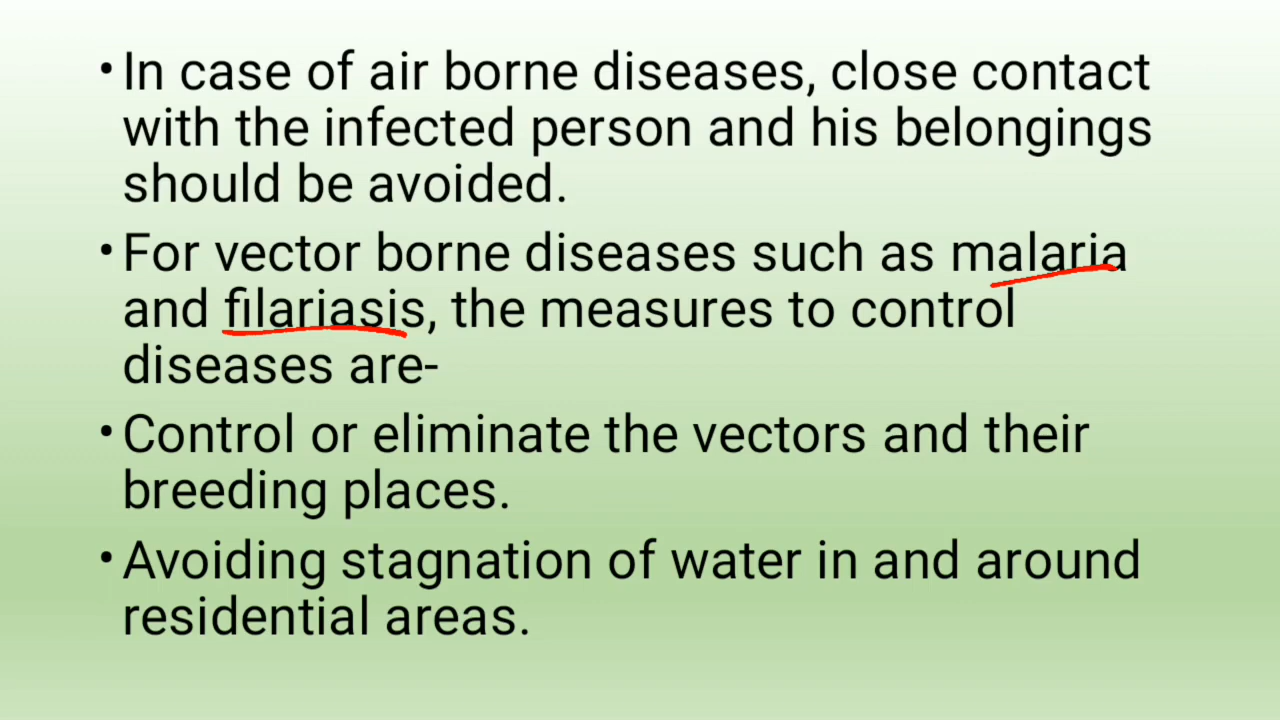 • In case of air borne diseases, close contact
with the infected person and his belongings
should be avoided.
• For vector borne diseases such as malaria
and filariasis, the measures to control
diseases are-
• Control or eliminate the vectors and their
breeding places.
• Avoiding stagnation of water in and around
residential areas.